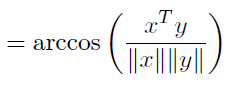 = arccos ( x^T y / ‖x‖‖y‖ )